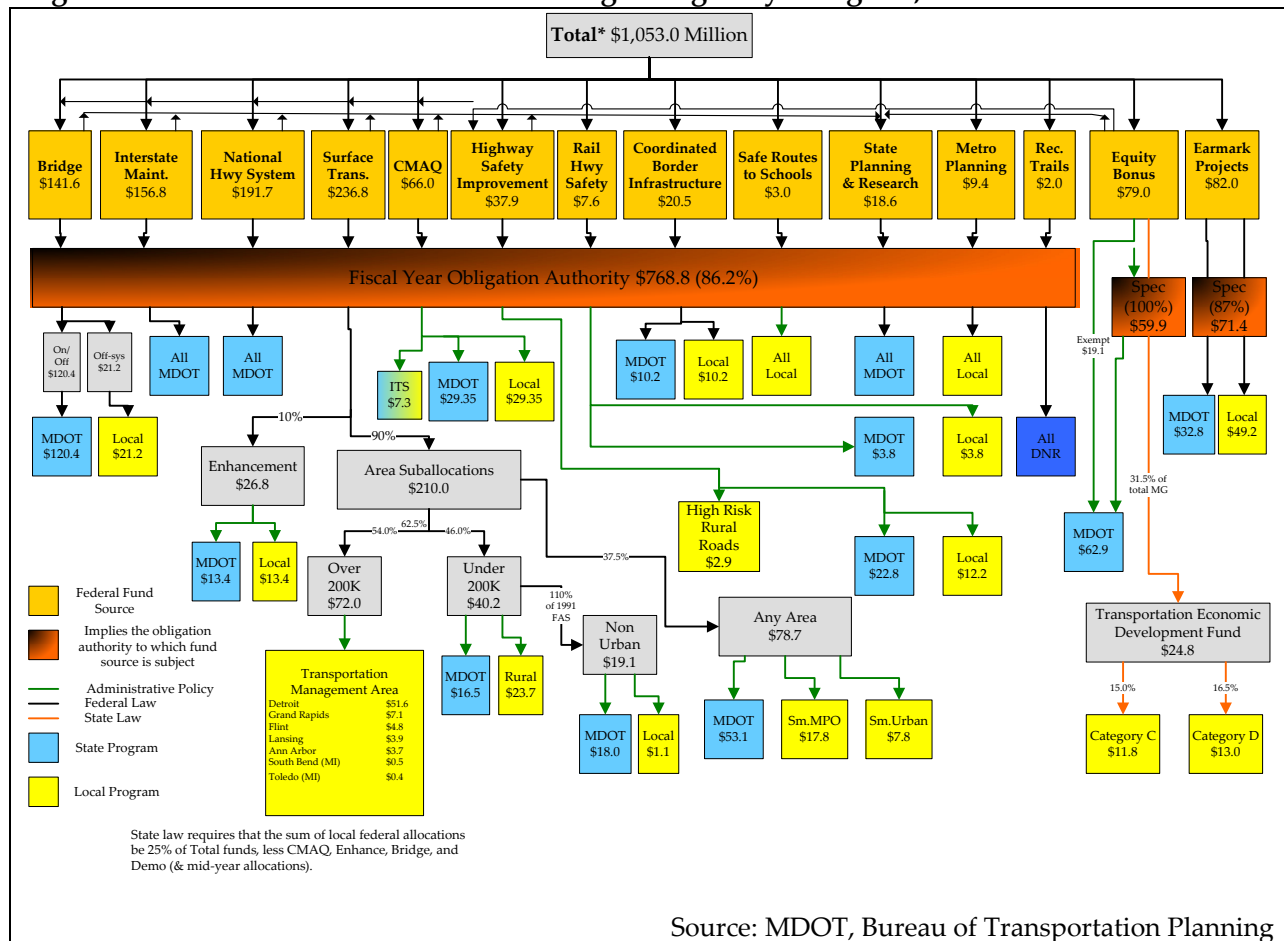 Total* $1,053.0 Million
Bridge
$141.6
Interstate
Maint.
$156.8
National
Hwy System
$191.7
Surface
Trans.
$236.8
CMAQ
$66.0
Highway
Safety
Improvement
$37.9
Rail
Hwy
Safety
$7.6
Coordinated
Border
Infrastructure
$20.5
Safe Routes
to Schools
$3.0
State
Planning
& Research
$18.6
Metro
Planning
$9.4
Rec.
Trails
$2.0
Equity
Bonus
$79.0
Earmark
Projects
$82.0
Fiscal Year Obligation Authority $768.8 (86.2%)
Spec
(100%)
$59.9
Spec
(87%)
$71.4
Exempt
$19.1
On/
Off
$120.4
Off-sys
$21.2
All
MDOT
All
MDOT
ITS
$7.3
MDOT
$29.35
Local
$29.35
MDOT
$10.2
Local
$10.2
All
Local
All
MDOT
All
Local
MDOT
$120.4
Local
$21.2
10%
90%
MDOT
$3.8
Local
$3.8
All
DNR
MDOT
$32.8
Local
$49.2
Enhancement
$26.8
Area Suballocations
$210.0
31.5% of
total MG
54.0%
62.5%
46.0%
37.5%
High Risk
Rural
Roads
$2.9
MDOT
$22.8
Local
$12.2
MDOT
$62.9
MDOT
$13.4
Local
$13.4
Over
200K
$72.0
Under
200K
$40.2
110%
of 1991
FAS
Non
Urban
$19.1
Any Area
$78.7
Transportation Economic
Development Fund
$24.8
15.0%
16.5%
Transportation
Management Area
Detroit $51.6
Grand Rapids $7.1
Flint $4.8
Lansing $3.9
Ann Arbor $3.7
South Bend (MI) $0.5
Toledo (MI) $0.4
MDOT
$16.5
Rural
$23.7
MDOT
$18.0
Local
$1.1
MDOT
$53.1
Sm.MPO
$17.8
Sm.Urban
$7.8
Category C
$11.8
Category D
$13.0
Federal Fund
Source
Implies the obligation
authority to which fund
source is subject
Administrative Policy
Federal Law
State Law
State Program
Local Program
State law requires that the sum of local federal allocations
be 25% of Total funds, less CMAQ, Enhance, Bridge, and
Demo (& mid-year allocations).
Source: MDOT, Bureau of Transportation Planning